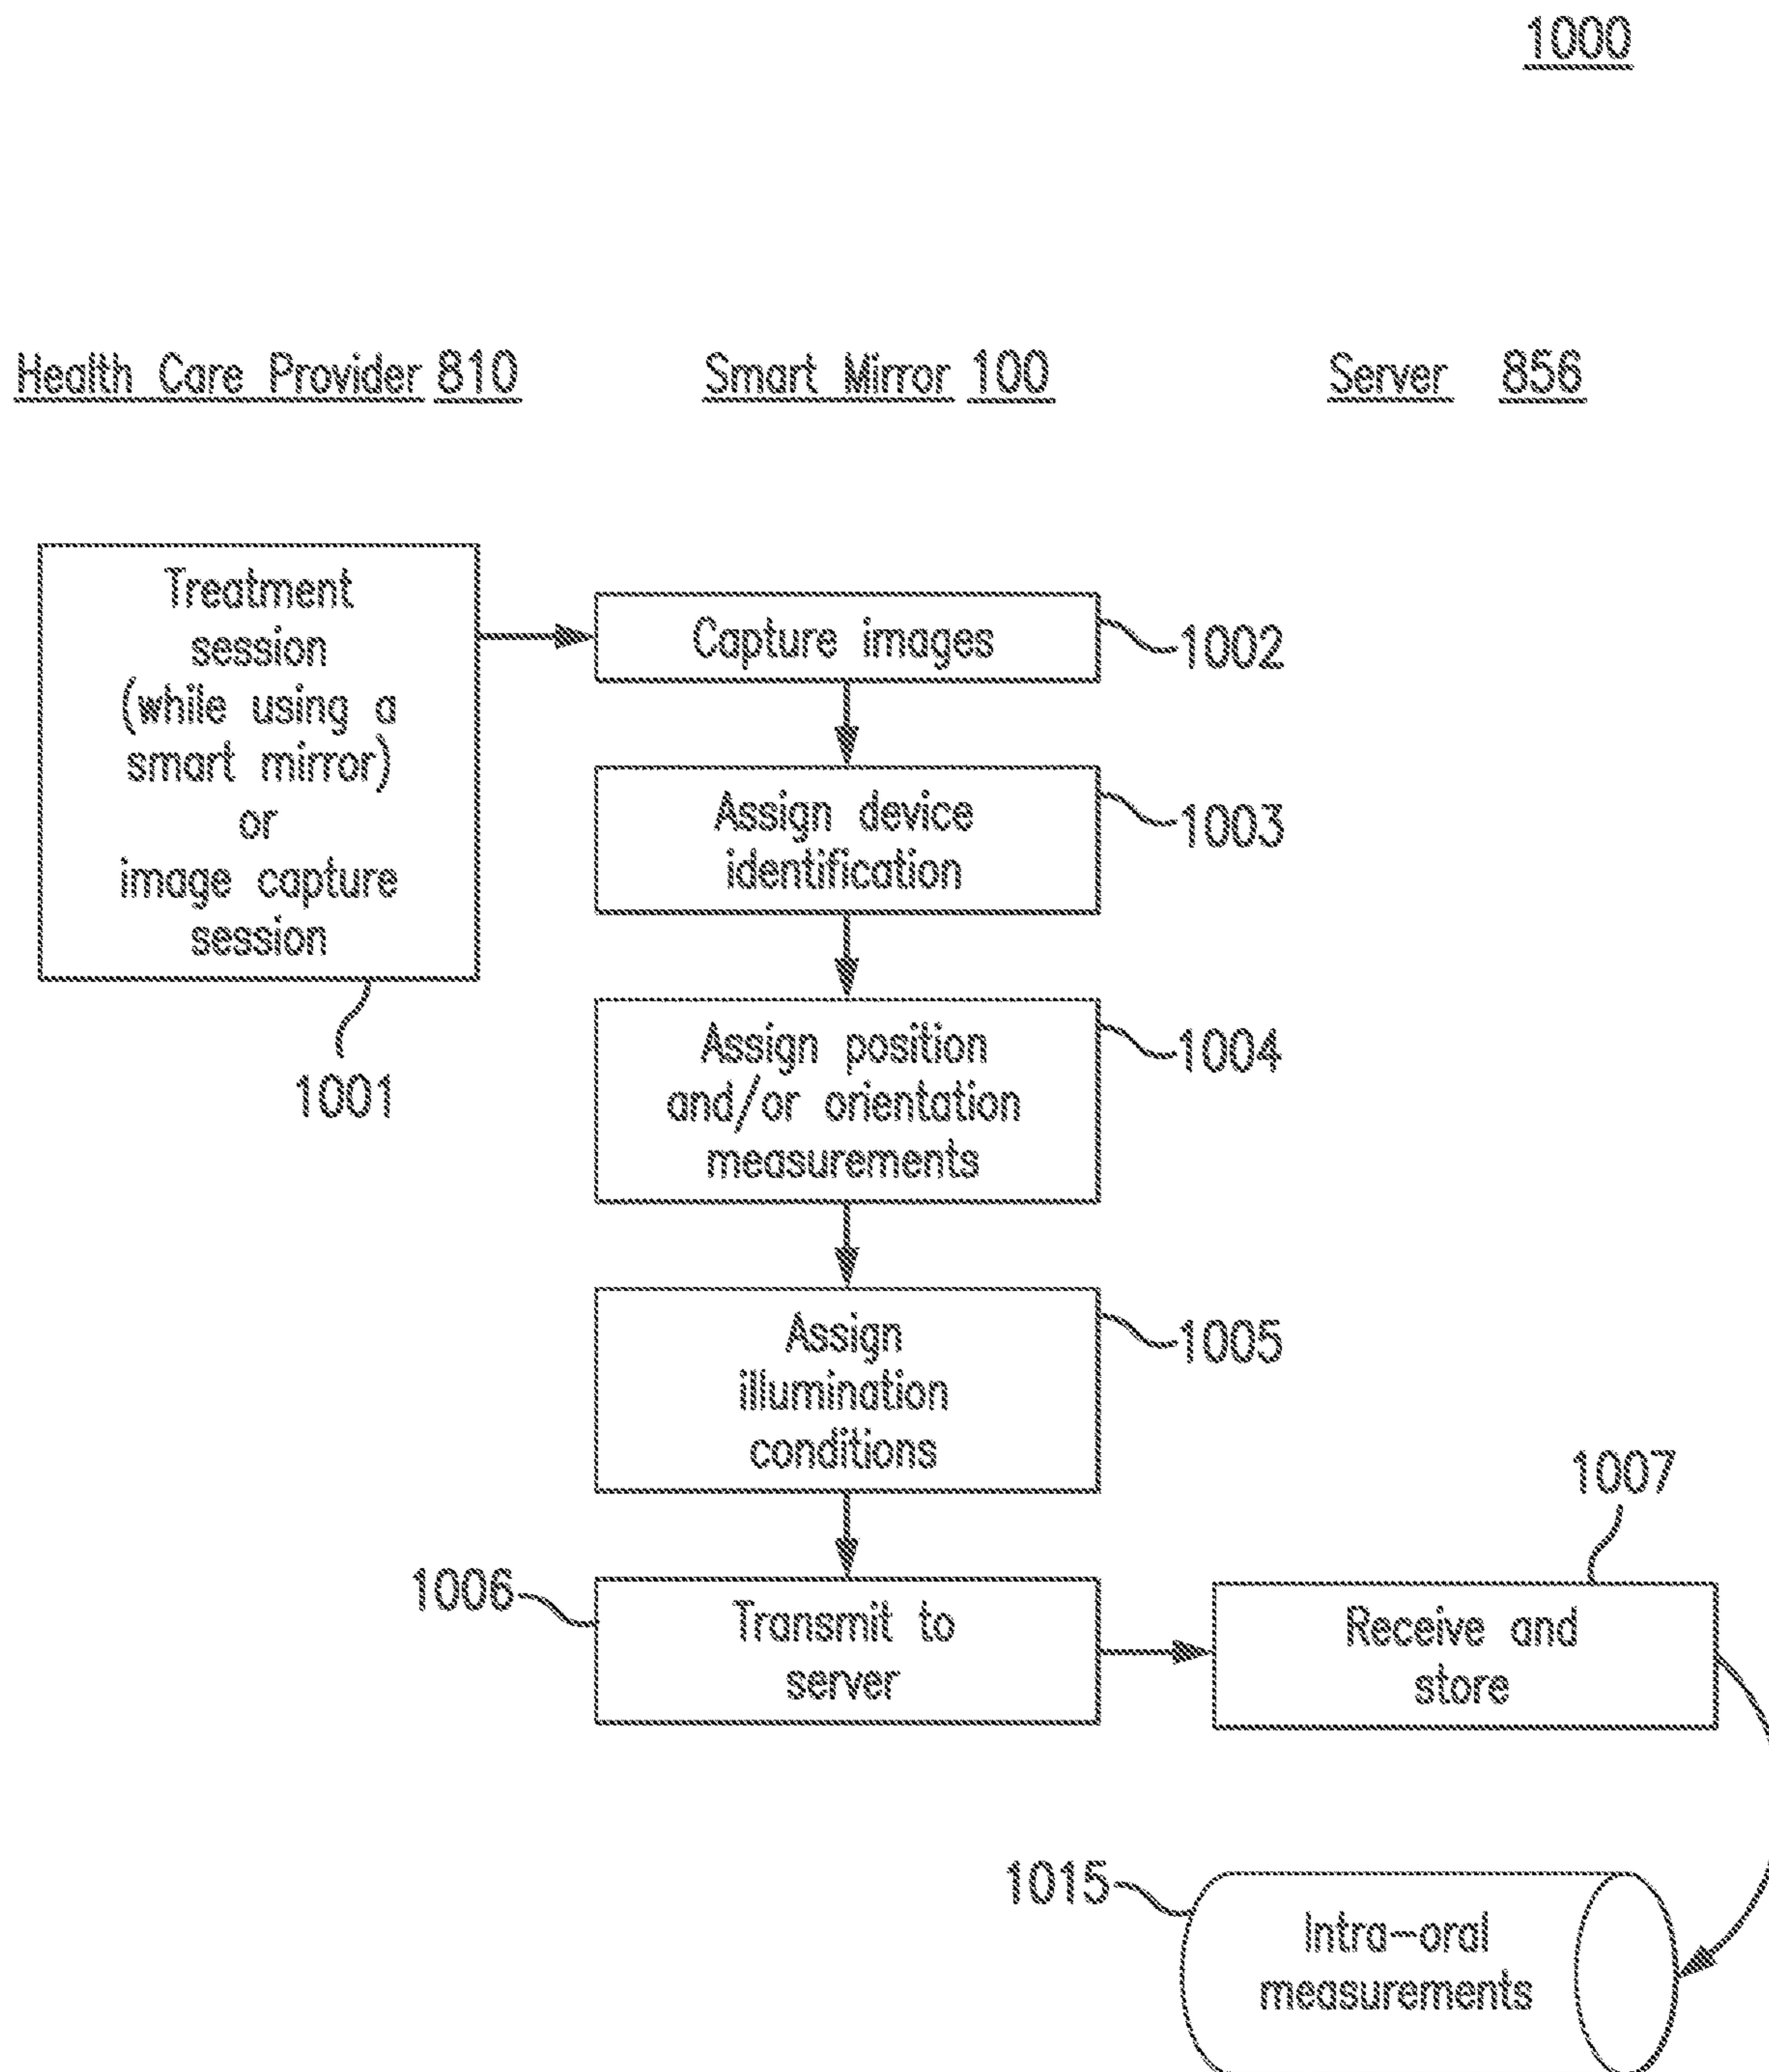 1000
Health Care Provider 810
Smart Mirror 100
Server 856
Treatment
session
(while using a
smart mirror)
or
image capture
session
1001
Capture images
1002
Assign device
identification
1003
Assign position
and/or orientation
measurements
1004
Assign
illumination
conditions
1005
1006
Transmit to
server
1007
Receive and
store
1015
Intra-oral
measurements